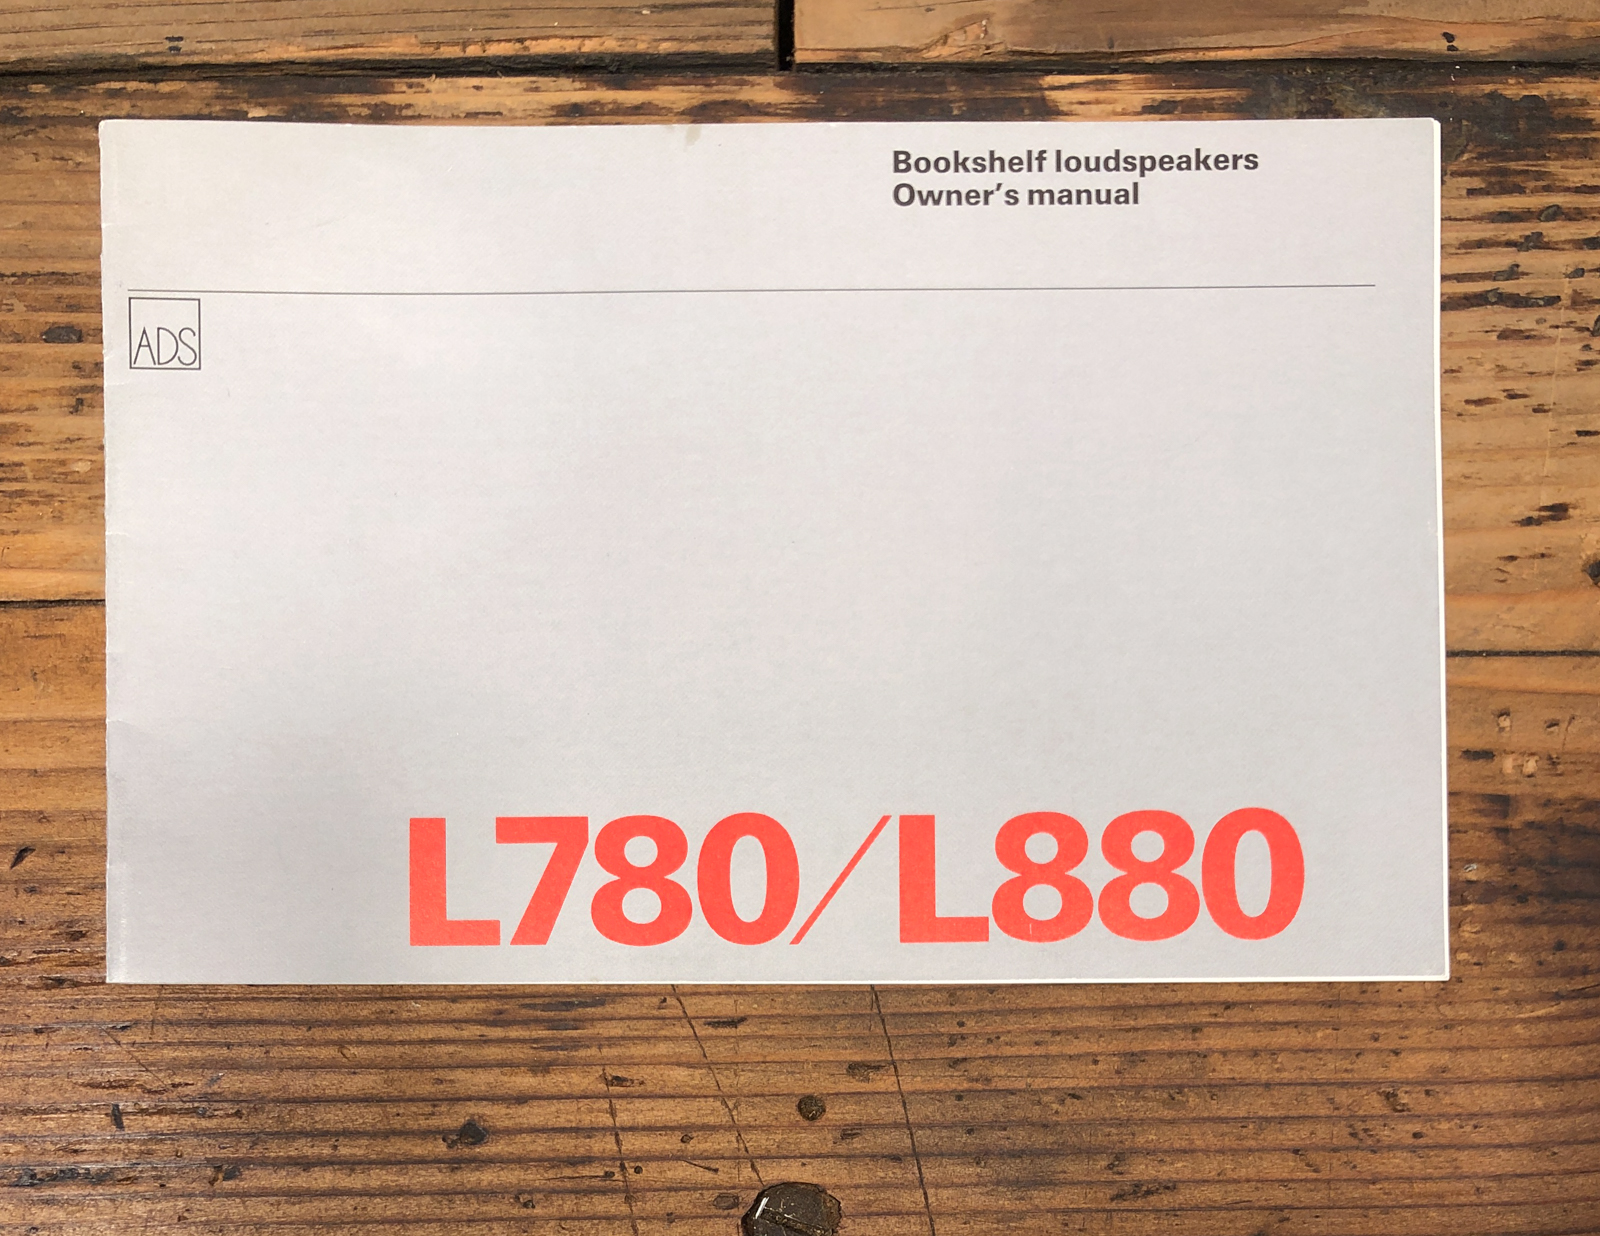 Bookshelf loudspeakers
Owner's manual
ADS
L780/L880